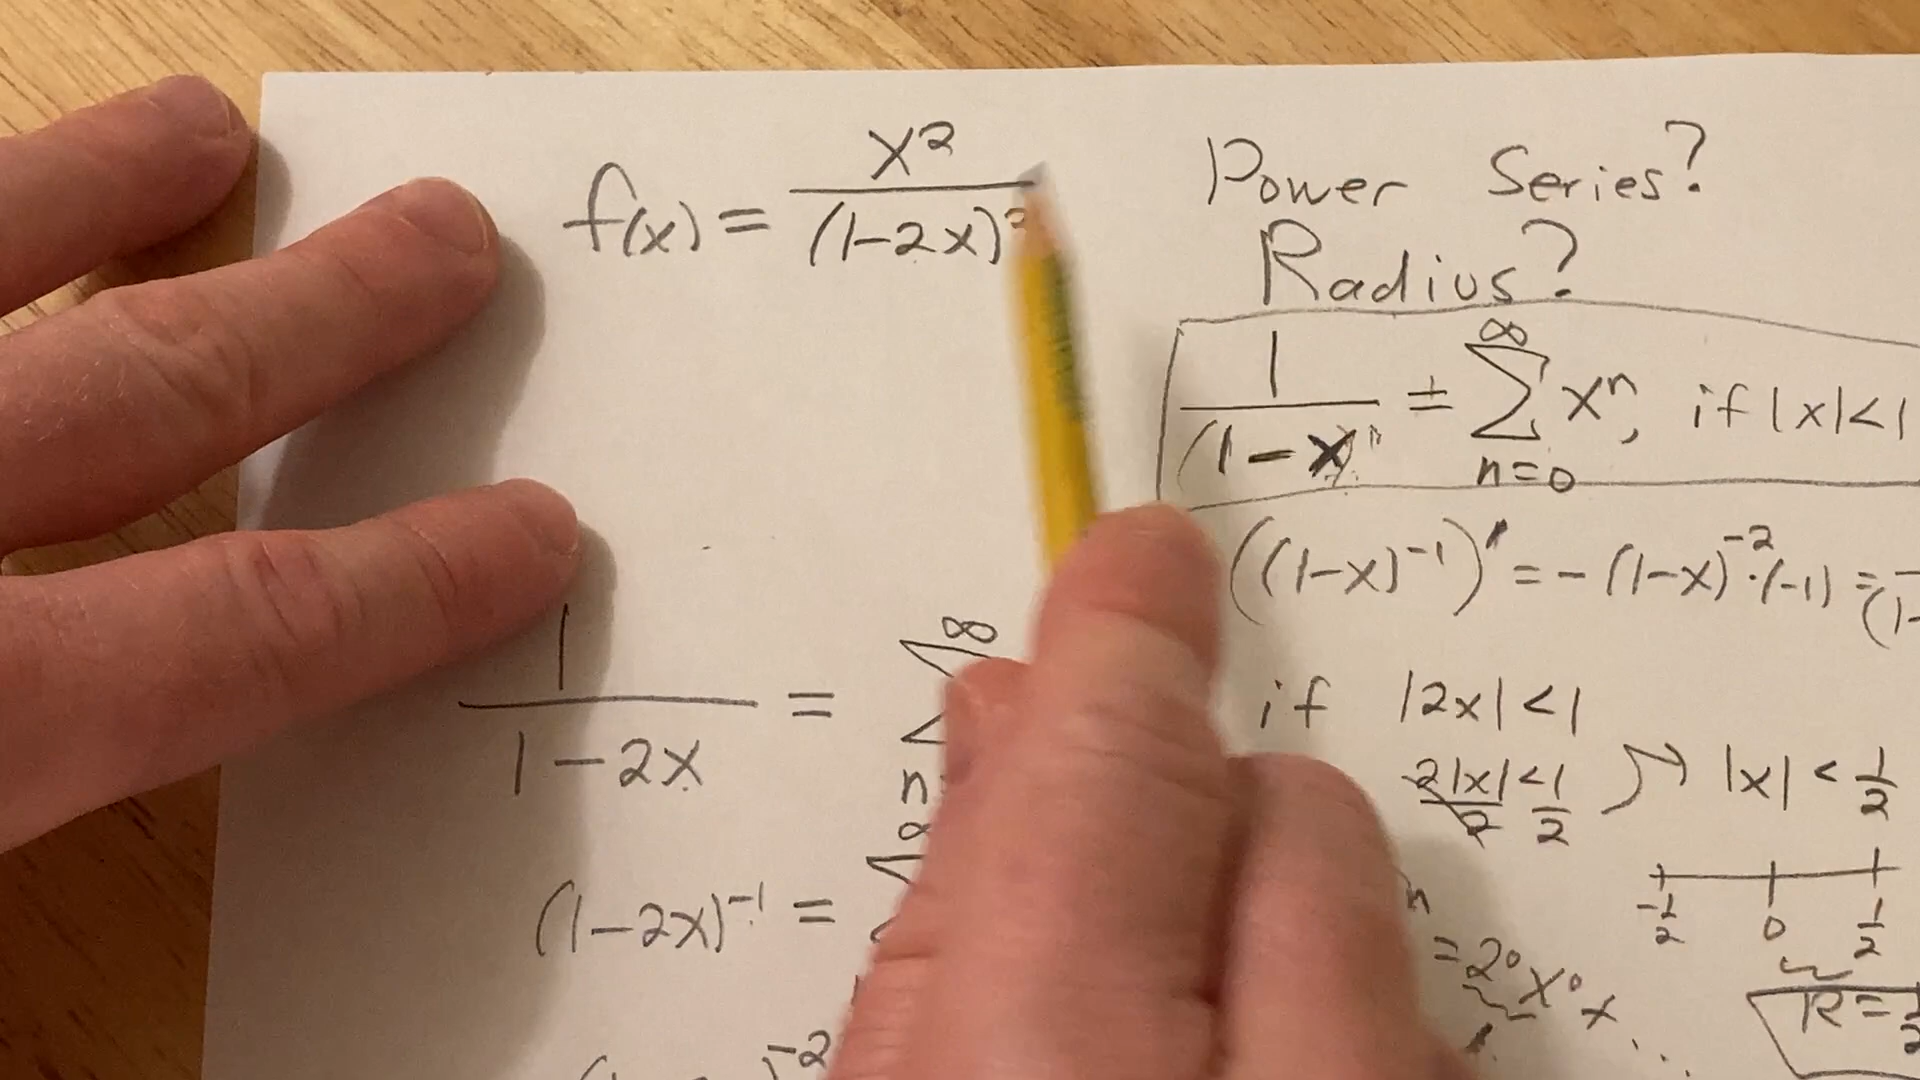 f(x) = x² / (1-2x)²
Power Series?
Radius?
1 / (1-x) = ∞ Σ n=0 xⁿ, if |x|<1
((1-x)⁻¹)' = -(1-x)⁻²·(-1) =
1 / 1-2x = ∞
if |2x|<1
2|x|/2 < 1/2 → |x| < 1/2
(1-2x)⁻¹ =
-1/2 0 1/2
= 2⁰x⁰
R =
-2